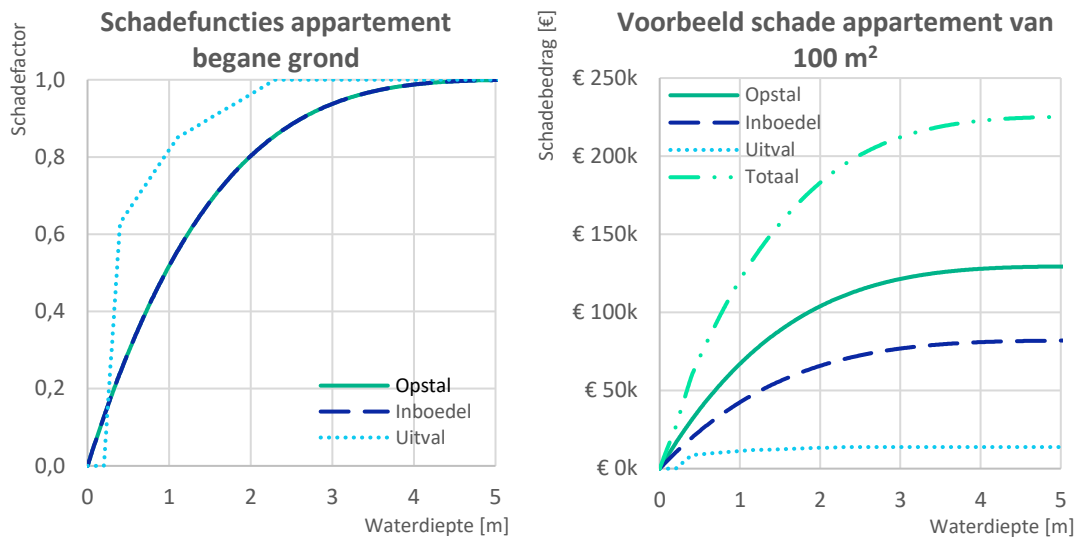 Schadefuncties appartement
begane grond
Schadefactor
1,0
0,8
0,6
0,4
0,2
0,0
Opstal
Inboedel
Uitval
0 1 2 3 4 5
Waterdiepte [m]
Voorbeeld schade appartement van
100 m²
Schadebedrag [€]
€ 250k
€ 200k
€ 150k
€ 100k
€ 50k
€ 0k
Opstal
Inboedel
Uitval
Totaal
0 1 2 3 4 5
Waterdiepte [m]